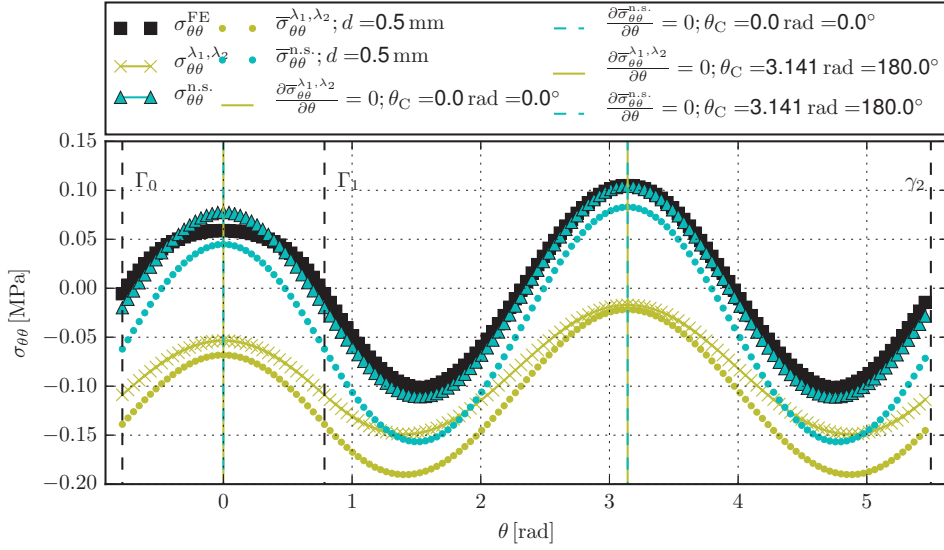 σ_θθ^FE
σ_θθ^λ₁,λ₂
σ_θθ^n.s.
σ̅_θθ^λ₁,λ₂; d =0.5 mm
σ̅_θθ^n.s.; d =0.5 mm
∂σ̅_θθ^λ₁,λ₂/∂θ = 0; θ_C =0.0 rad =0.0°
∂σ̅_θθ^n.s./∂θ = 0; θ_C =0.0 rad =0.0°
∂σ̅_θθ^λ₁,λ₂/∂θ = 0; θ_C =3.141 rad =180.0°
∂σ̅_θθ^n.s./∂θ = 0; θ_C =3.141 rad =180.0°
0.15
0.10
0.05
0.00
−0.05
−0.10
−0.15
−0.20
σ_θθ [MPa]
Γ₀
Γ₁
γ₂
0 1 2 3 4 5
θ [rad]